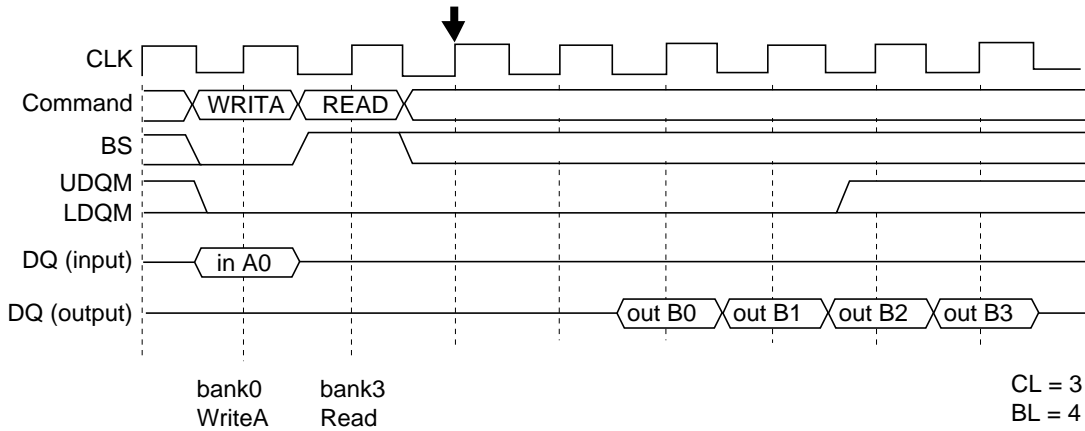 CLK
Command WRITA READ
BS
UDQM
LDQM
DQ (input) in A0
DQ (output) out B0 out B1 out B2 out B3
bank0 bank3 CL = 3
WriteA Read BL = 4